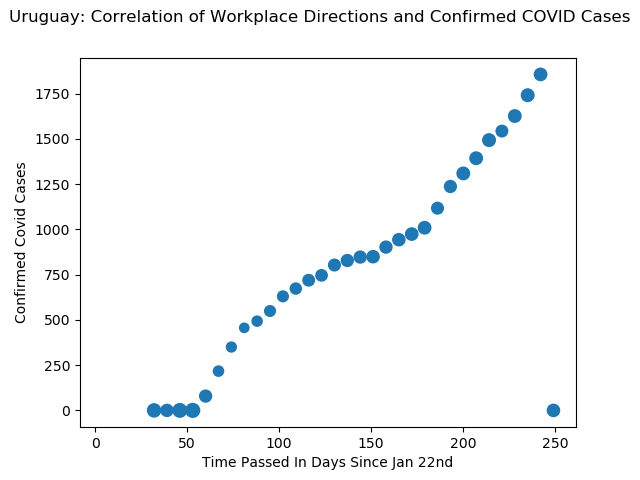 Uruguay: Correlation of Workplace Directions and Confirmed COVID Cases
1750
1500
1250
1000
750
500
250
0
Confirmed Covid Cases
0 50 100 150 200 250
Time Passed In Days Since Jan 22nd